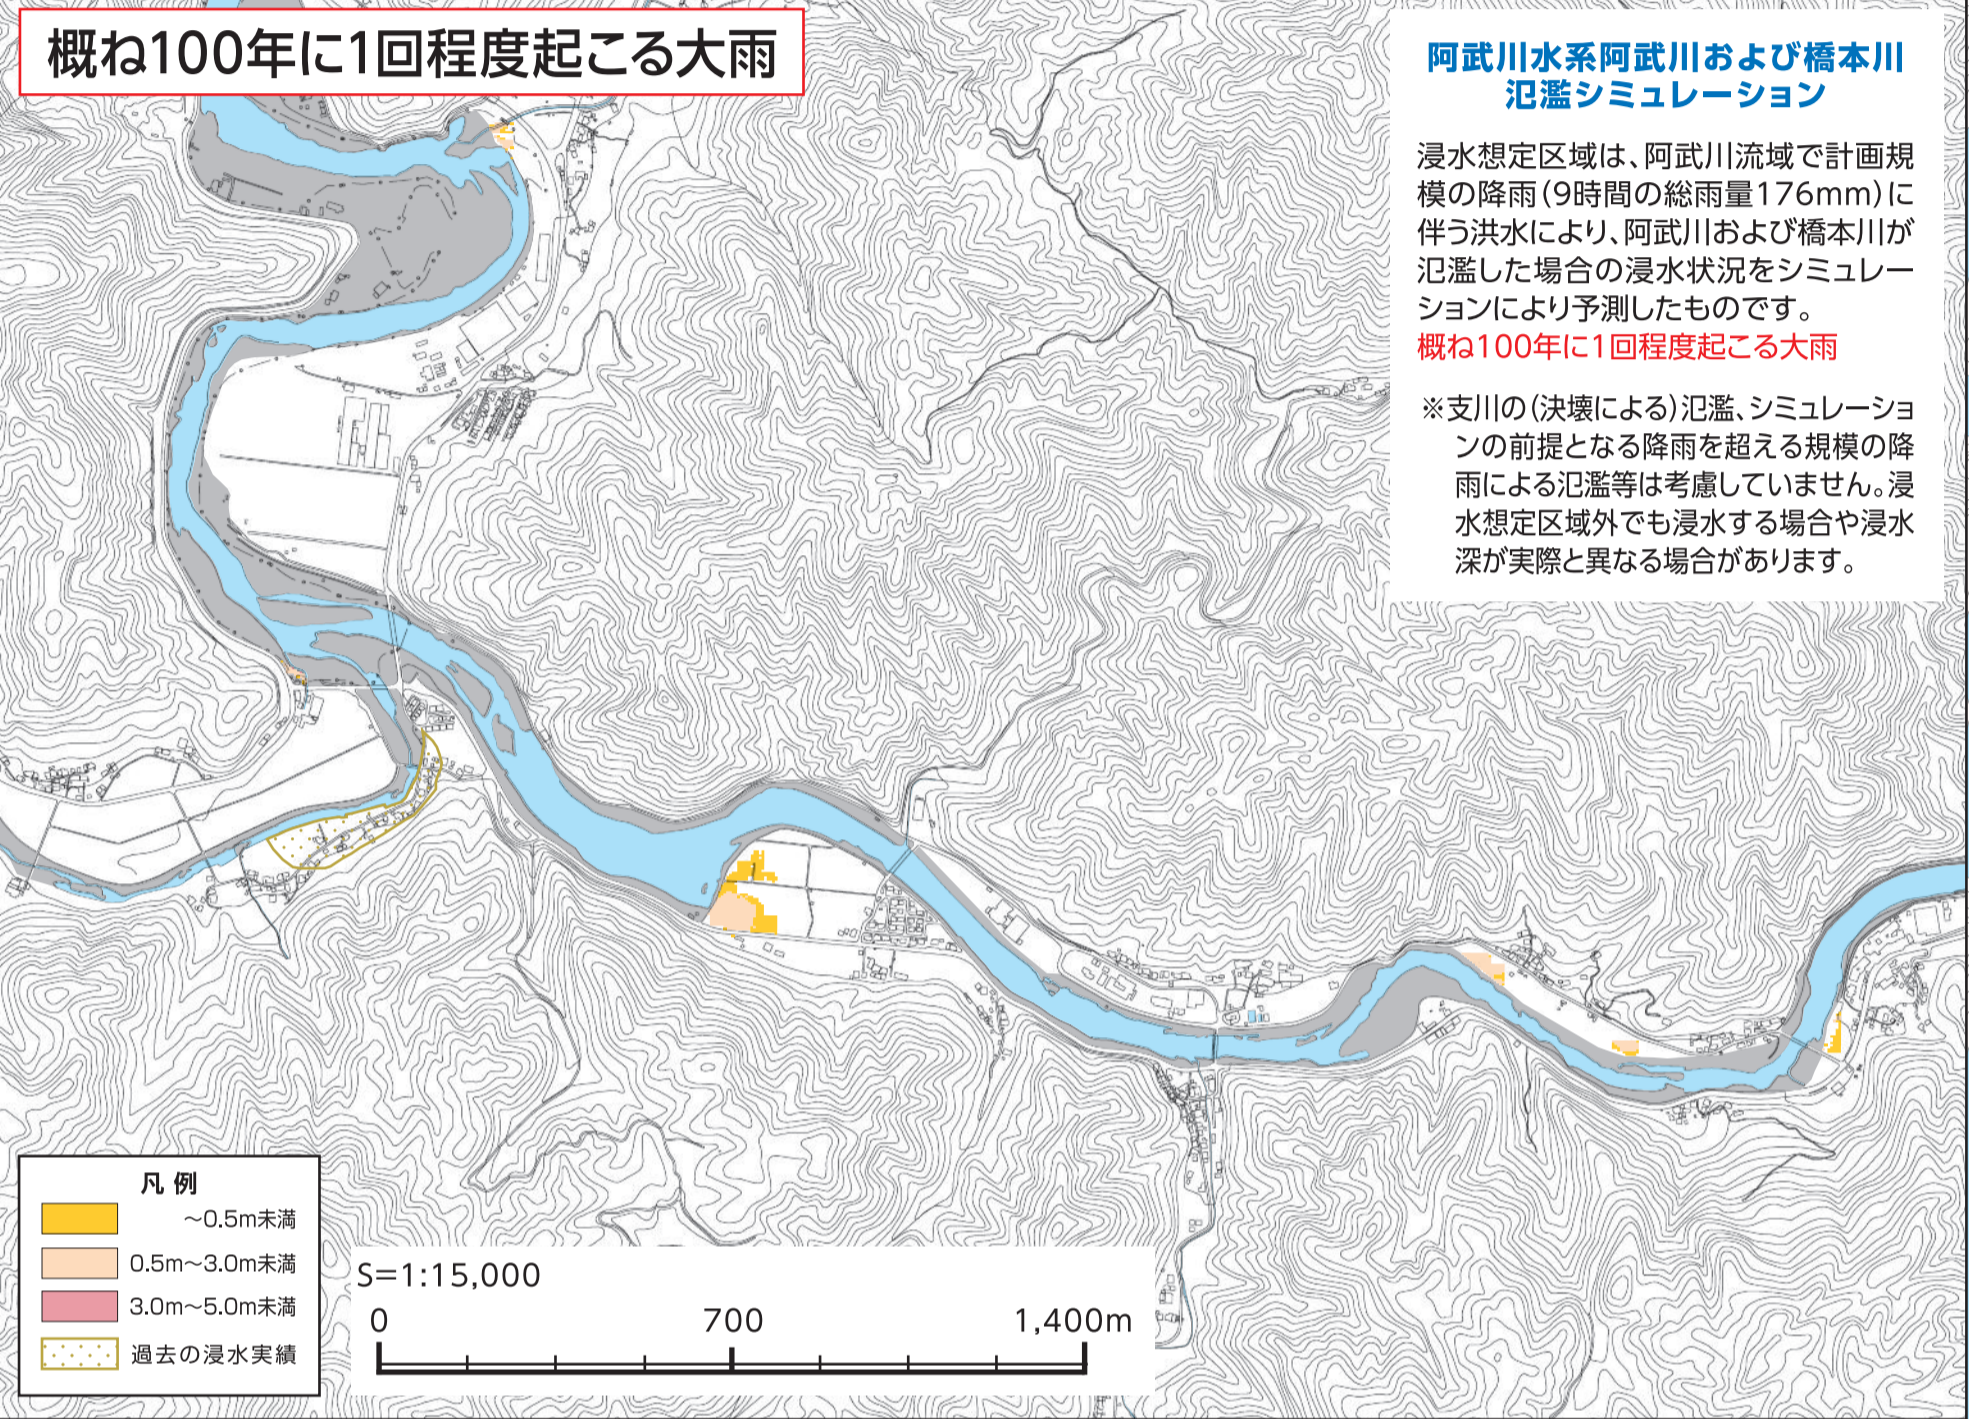 概ね100年に1回程度起こる大雨
阿武川水系阿武川および橋本川
氾濫シミュレーション
浸水想定区域は、阿武川流域で計画規
模の降雨(9時間の総雨量176mm)に
伴う洪水により、阿武川および橋本川が
氾濫した場合の浸水状況をシミュレー
ションにより予測したものです。
概ね100年に1回程度起こる大雨
※支川の(決壊による)氾濫、シミュレーショ
ンの前提となる降雨を超える規模の降
雨による氾濫等は考慮していません。浸
水想定区域外でも浸水する場合や浸水
深が実際と異なる場合があります。
凡例
～0.5m未満
0.5m～3.0m未満
3.0m～5.0m未満
過去の浸水実績
S=1:15,000
0 700 1,400m